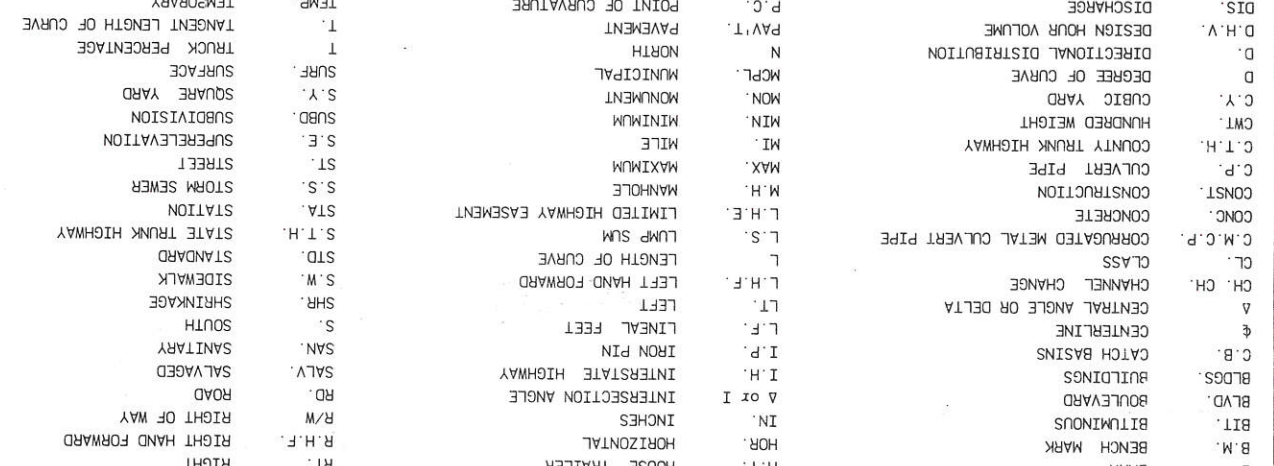 B.M. BENCH MARK
BIT. BITUMINOUS
BLVD. BOULEVARD
BLDGS. BUILDINGS
C.B. CATCH BASINS
℄ CENTERLINE
Δ CENTRAL ANGLE OR DELTA
CH. CH. CHANNEL CHANGE
CL. CLASS
C.M.C.P. CORRUGATED METAL CULVERT PIPE
CONC. CONCRETE
CONST. CONSTRUCTION
C.P. CULVERT PIPE
C.T.H. COUNTY TRUNK HIGHWAY
CWT. HUNDRED WEIGHT
C.Y. CUBIC YARD
D DEGREE OF CURVE
D. DIRECTIONAL DISTRIBUTION
D.H.V. DESIGN HOUR VOLUME
DIS. DISCHARGE
H.T. HOUSE TRAILER
HOR. HORIZONTAL
IN. INCHES
Δ or I INTERSECTION ANGLE
I.H. INTERSTATE HIGHWAY
I.P. IRON PIN
L.F. LINEAL FEET
LT. LEFT
L.H.F. LEFT HAND FORWARD
L LENGTH OF CURVE
L.S. LUMP SUM
L.H.E. LIMITED HIGHWAY EASEMENT
M.H. MANHOLE
MAX. MAXIMUM
MI. MILE
MIN. MINIMUM
MON. MONUMENT
MCPL. MUNICIPAL
N NORTH
PAV'T. PAVEMENT
P.C. POINT OF CURVATURE
RT. RIGHT
R.H.F. RIGHT HAND FORWARD
R/W RIGHT OF WAY
RD. ROAD
SALV. SALVAGED
SAN. SANITARY
S. SOUTH
SHR. SHRINKAGE
S.W. SIDEWALK
STD. STANDARD
S.T.H. STATE TRUNK HIGHWAY
STA. STATION
S.S. STORM SEWER
ST. STREET
S.E. SUPERELEVATION
SUBD. SUBDIVISION
S.Y. SQUARE YARD
SURF. SURFACE
T TRUCK PERCENTAGE
T. TANGENT LENGTH OF CURVE
TEMP TEMPORARY